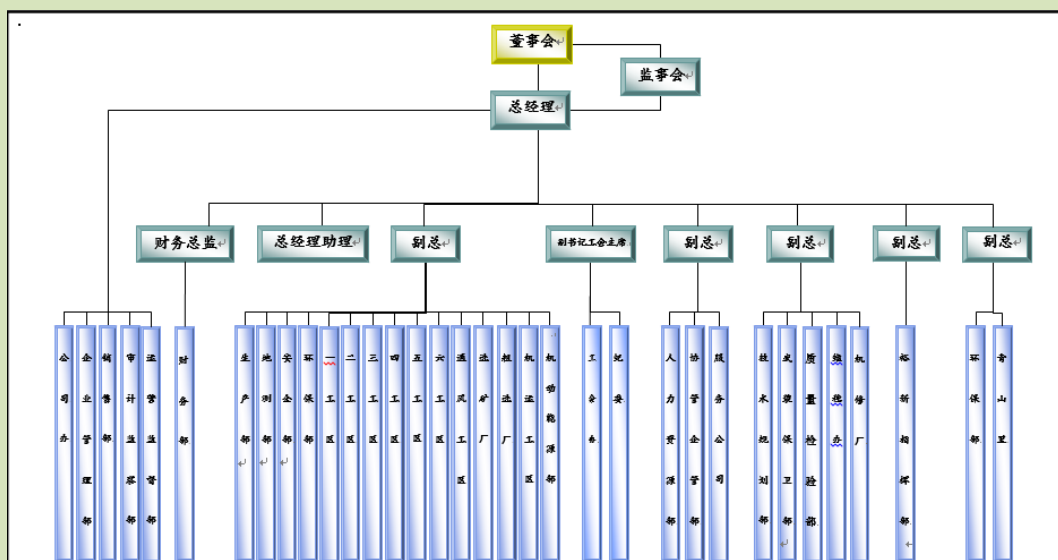 董事会
监事会
总经理
财务总监
总经理助理
副总
副书记工会主席
副总
副总
副总
副总
公司办
企业管理部
销售部
审计监察部
运营监督部
财务部
生产部
地测部
安全部
环保部
一工区
二工区
三工区
四工区
五工区
六工区
通风工区
选矿厂
粗选厂
机运工区
机动能源部
工会办
纪委
人力资源部
协管企管部
服务公司
技术规划部
武装保卫部
质量检验部
维稳办
机修厂
裕新指挥部
环保部
青山里